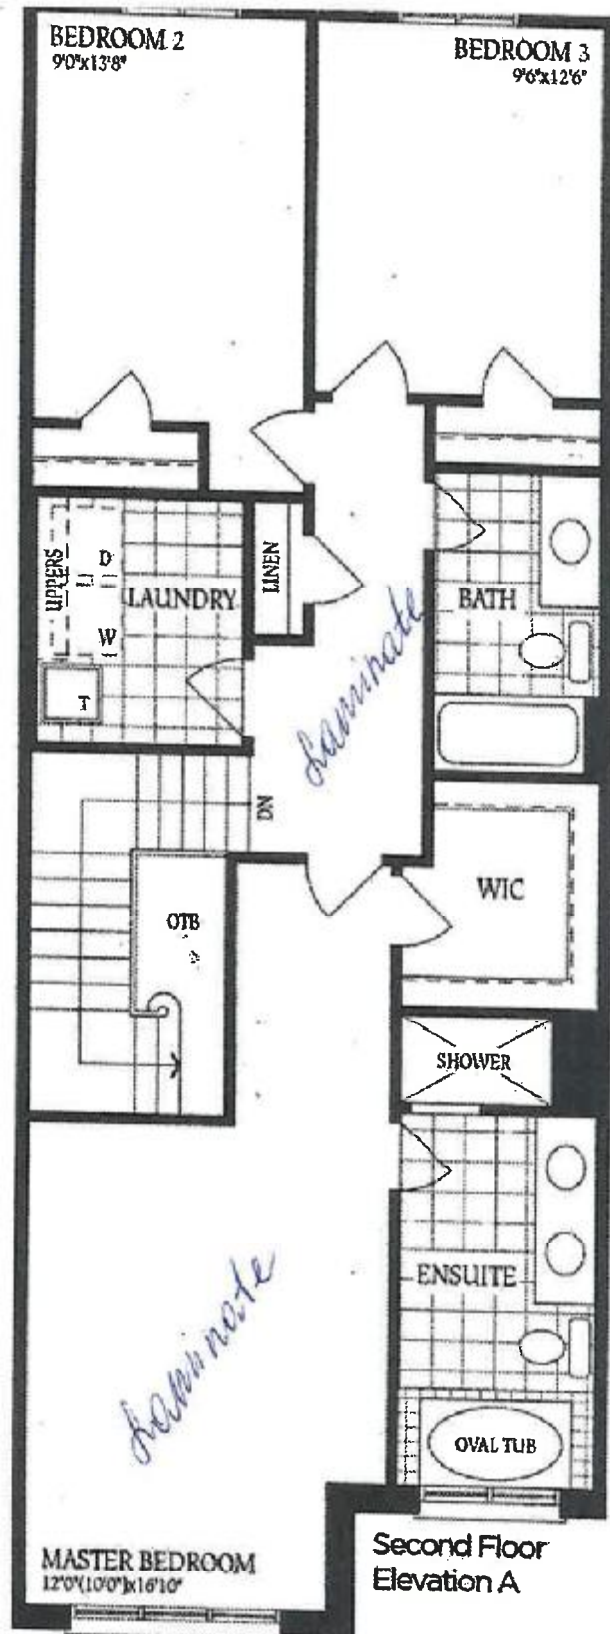 BEDROOM 2
9'0"x13'8"
BEDROOM 3
9'6"x12'6"
UPPERS
D
LAUNDRY
W
T
LINEN
BATH
Laminate
DN
OTB
WIC
SHOWER
ENSUITE
Laminate
OVAL TUB
MASTER BEDROOM
12'0"(10'0")x16'10"
Second Floor
Elevation A